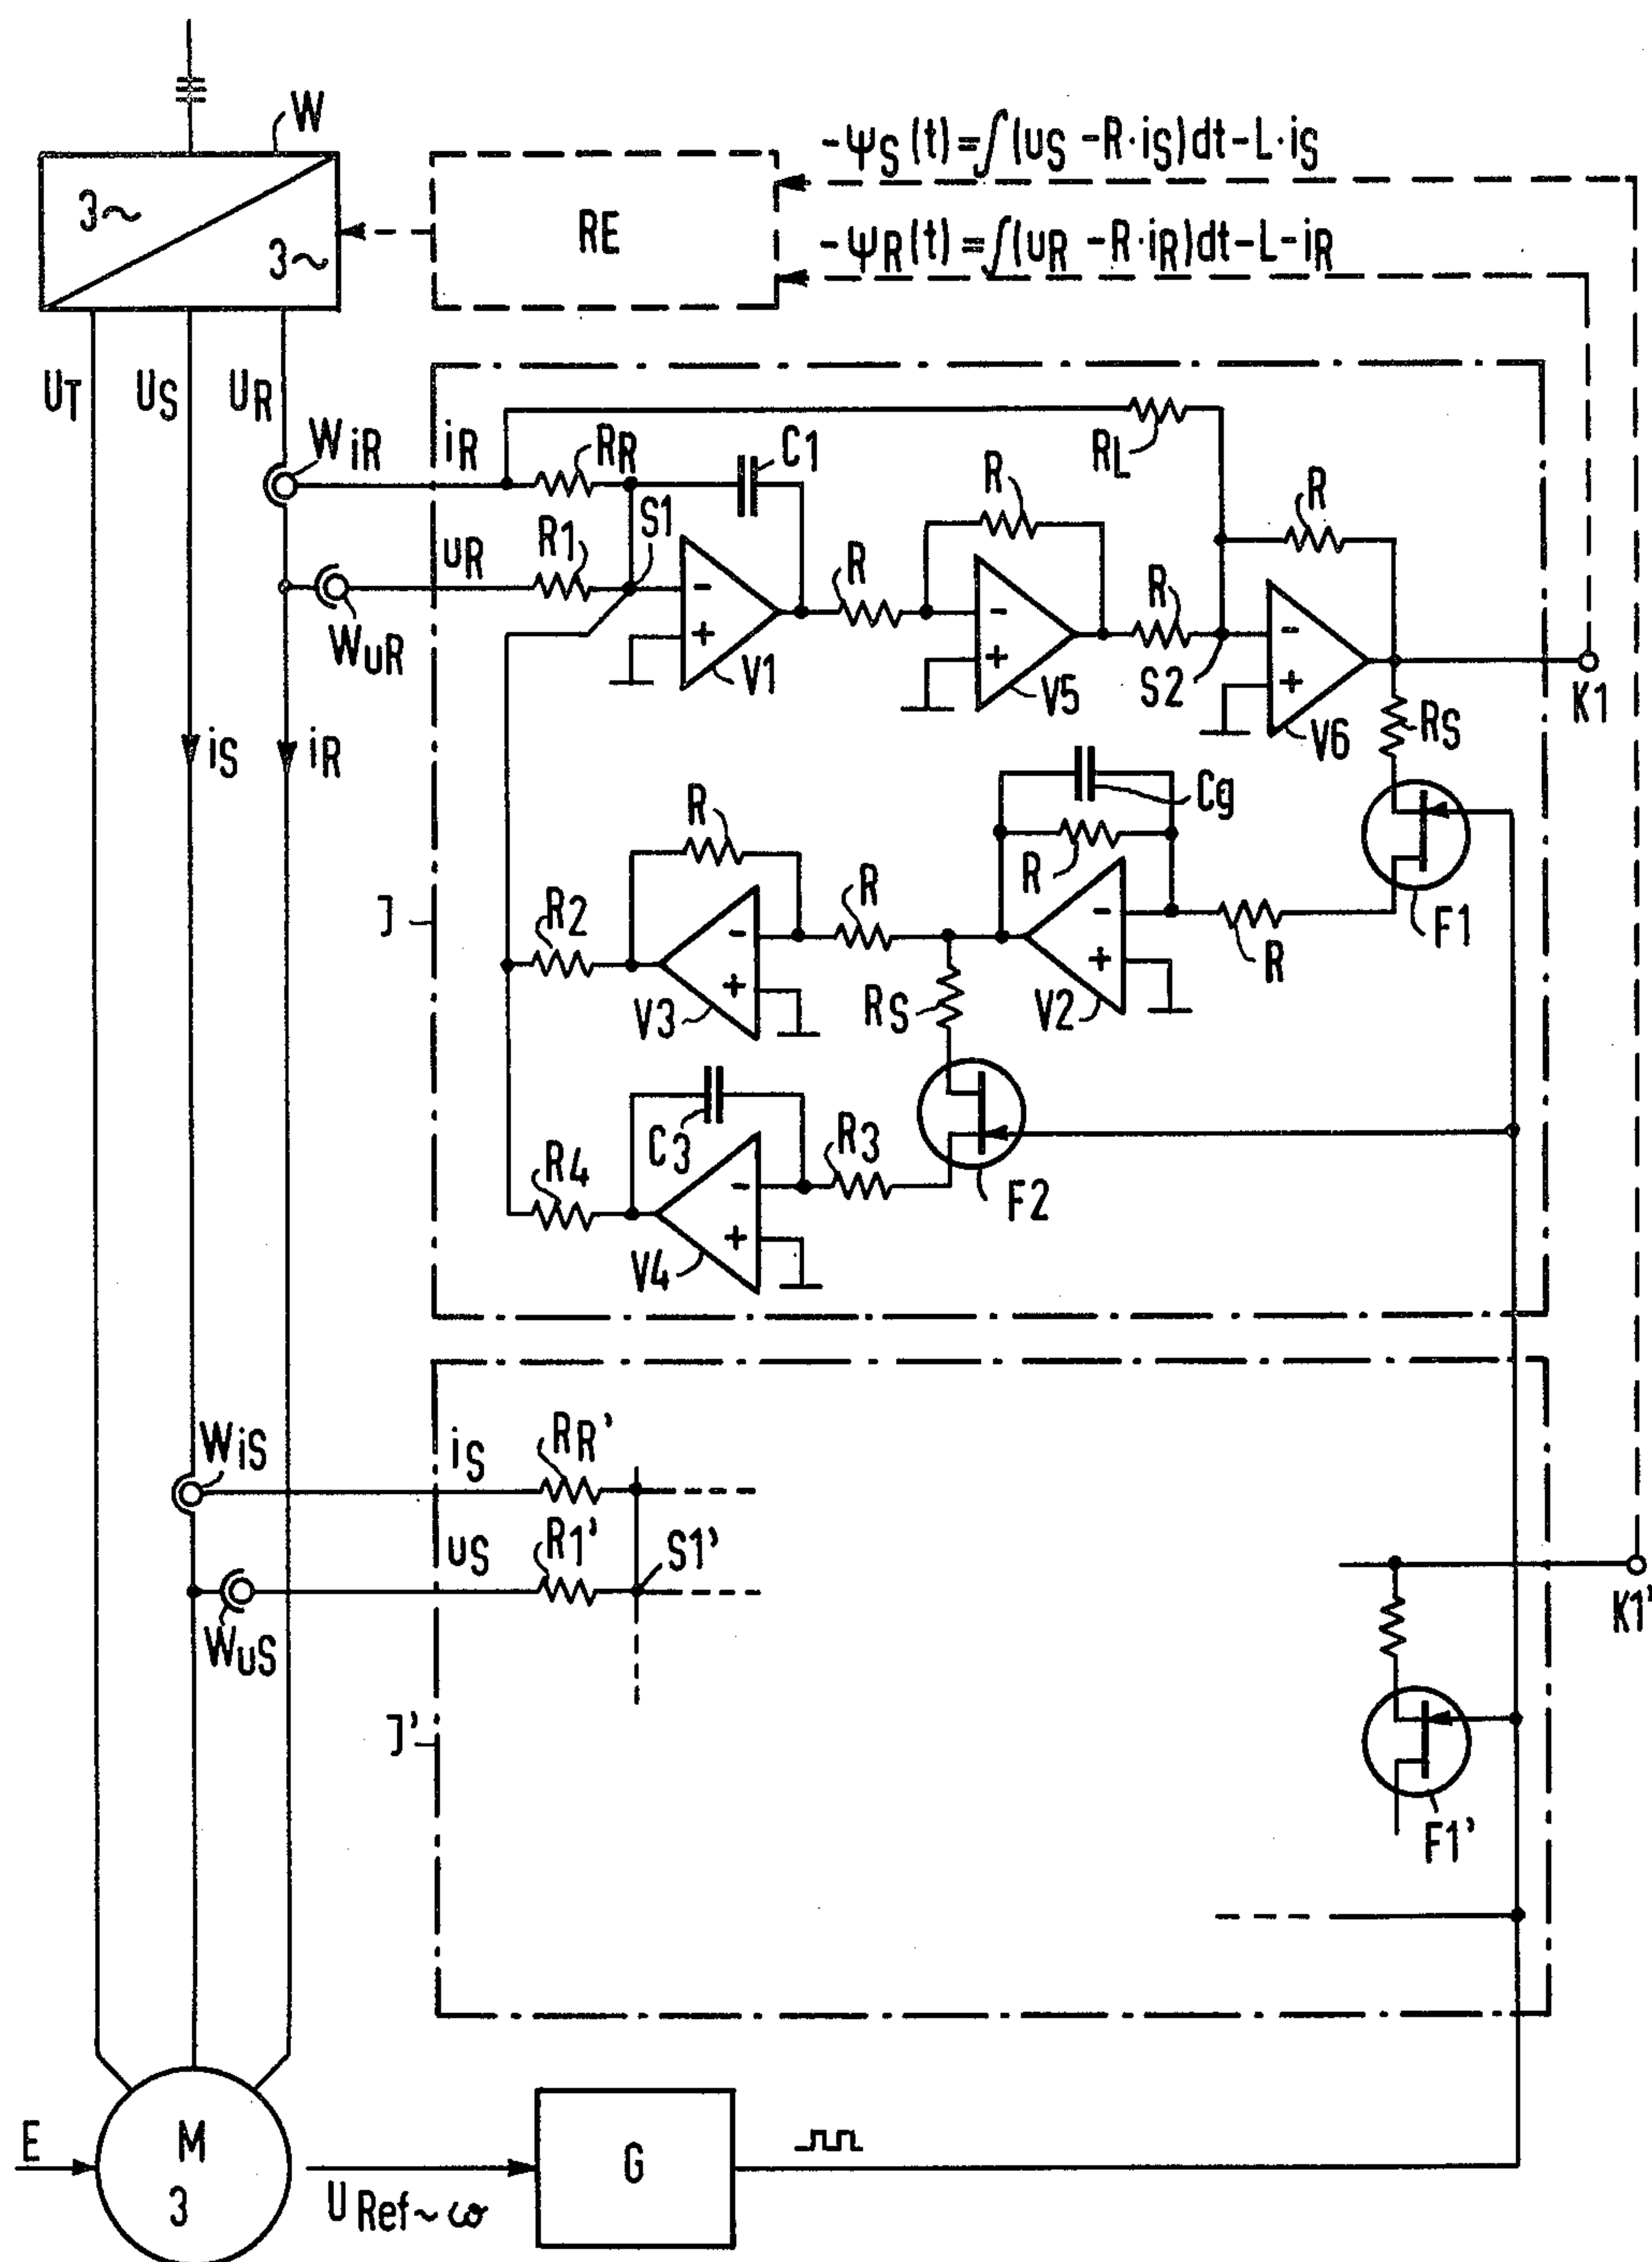 W
3~
3~
RE
-ψS(t)=∫(uS -R·iS)dt-L·iS
-ψR(t)=∫(uR -R·iR)dt-L-iR
UT US UR
WiR
iR
RR
C1
RL
R
R
S1
uR
R1
R
R
WuR
-
+
V1
-
+
V5
S2
-
+
V6
K1
RS
iS iR
Cg
R
R
R
J
R2
-
+
V3
RS
-
+
V2
R
F1
C3
R3
R4
-
+
V4
F2
WiS
iS
RR'
uS
R1'
S1'
WuS
K1'
J'
F1'
E
M
3
URef~ω
G